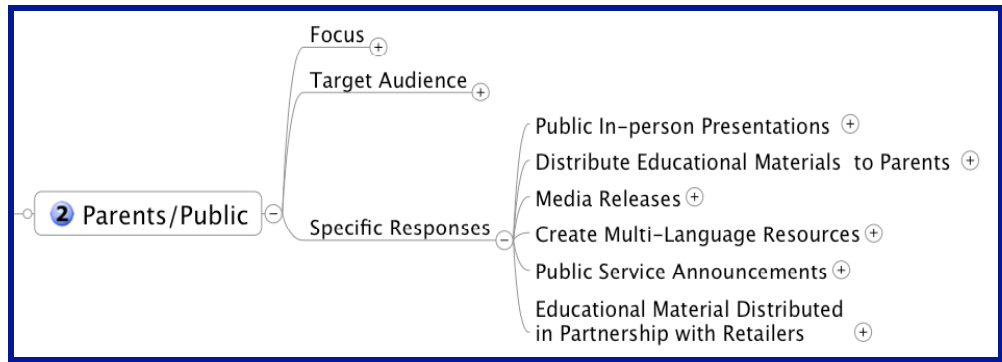 Focus
Target Audience
2 Parents/Public
Specific Responses
Public In-person Presentations
Distribute Educational Materials to Parents
Media Releases
Create Multi-Language Resources
Public Service Announcements
Educational Material Distributed
in Partnership with Retailers